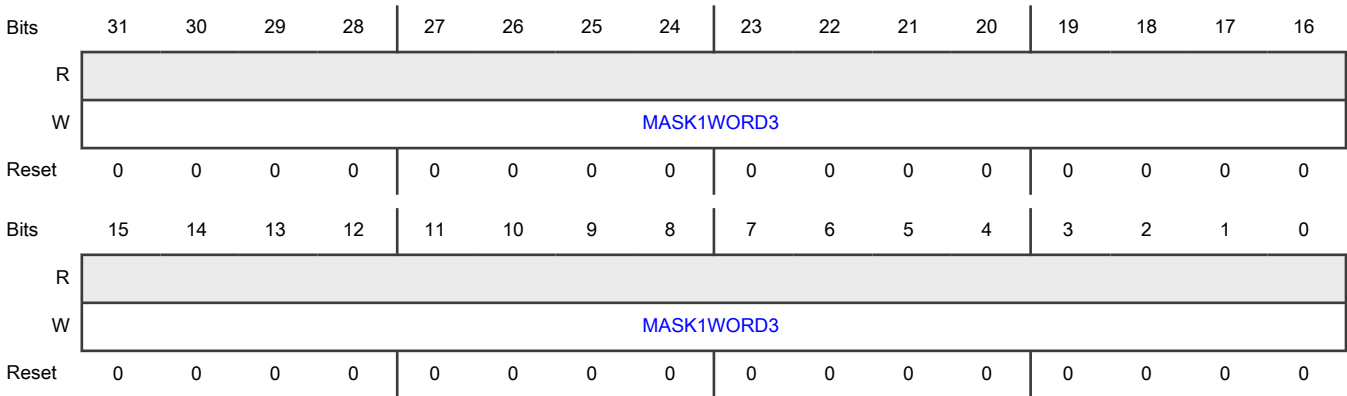 Bits 31 30 29 28 27 26 25 24 23 22 21 20 19 18 17 16
R
W MASK1WORD3
Reset 0 0 0 0 0 0 0 0 0 0 0 0 0 0 0 0
Bits 15 14 13 12 11 10 9 8 7 6 5 4 3 2 1 0
R
W MASK1WORD3
Reset 0 0 0 0 0 0 0 0 0 0 0 0 0 0 0 0